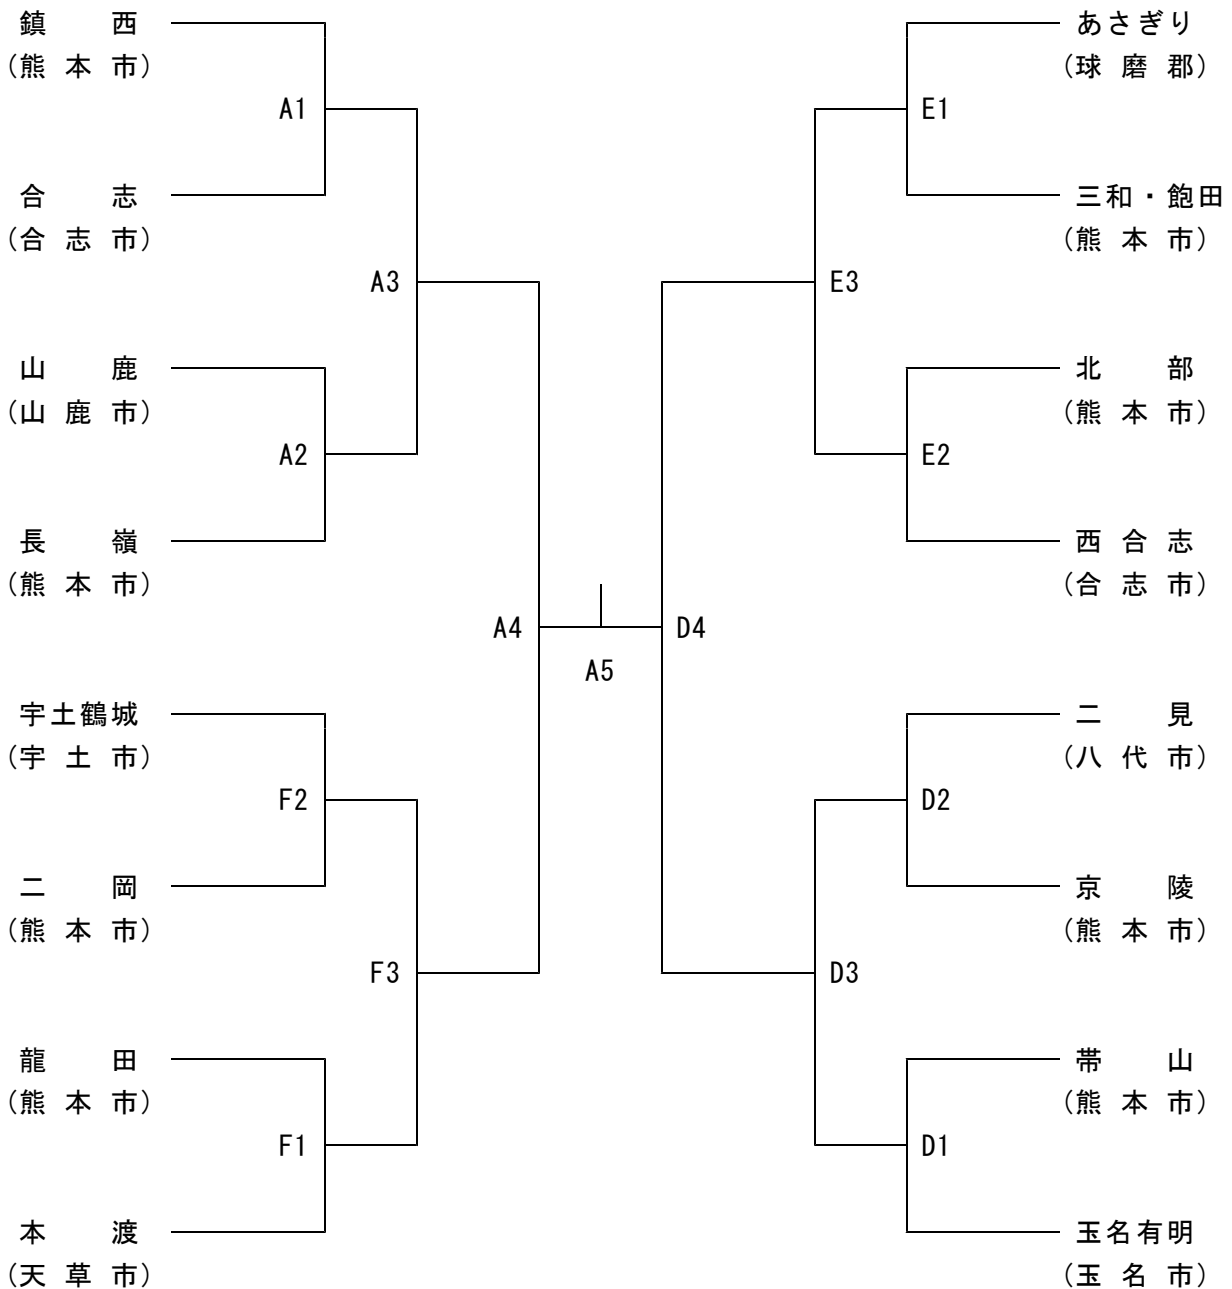 鎮西
(熊本市)
A1
合志
(合志市)
A3
山鹿
(山鹿市)
A2
長嶺
(熊本市)
A4
宇土鶴城
(宇土市)
F2
二岡
(熊本市)
F3
龍田
(熊本市)
F1
本渡
(天草市)
A5
あさぎり
(球磨郡)
E1
三和・飽田
(熊本市)
E3
北部
(熊本市)
E2
西合志
(合志市)
D4
二見
(八代市)
D2
京陵
(熊本市)
D3
帯山
(熊本市)
D1
玉名有明
(玉名市)